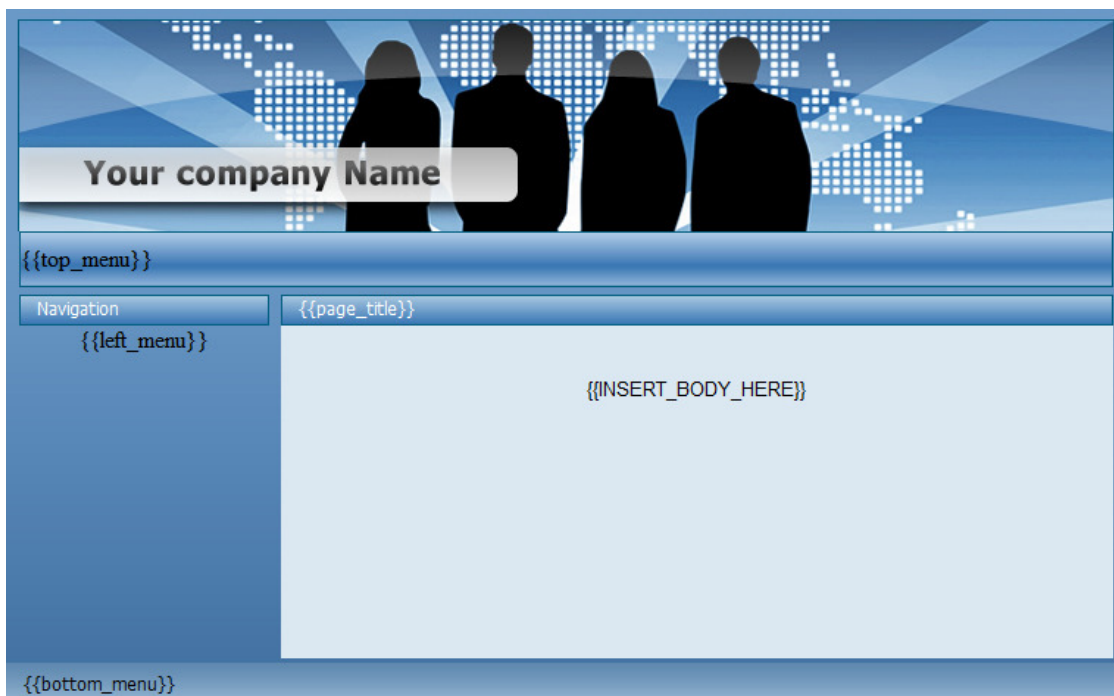 Your company Name
{{top_menu}}
Navigation
{{page_title}}
{{left_menu}}
{{INSERT_BODY_HERE}}
{{bottom_menu}}